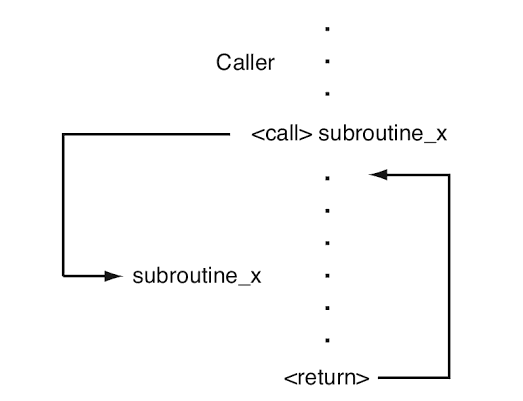 Caller
<call> subroutine_x
subroutine_x
<return>